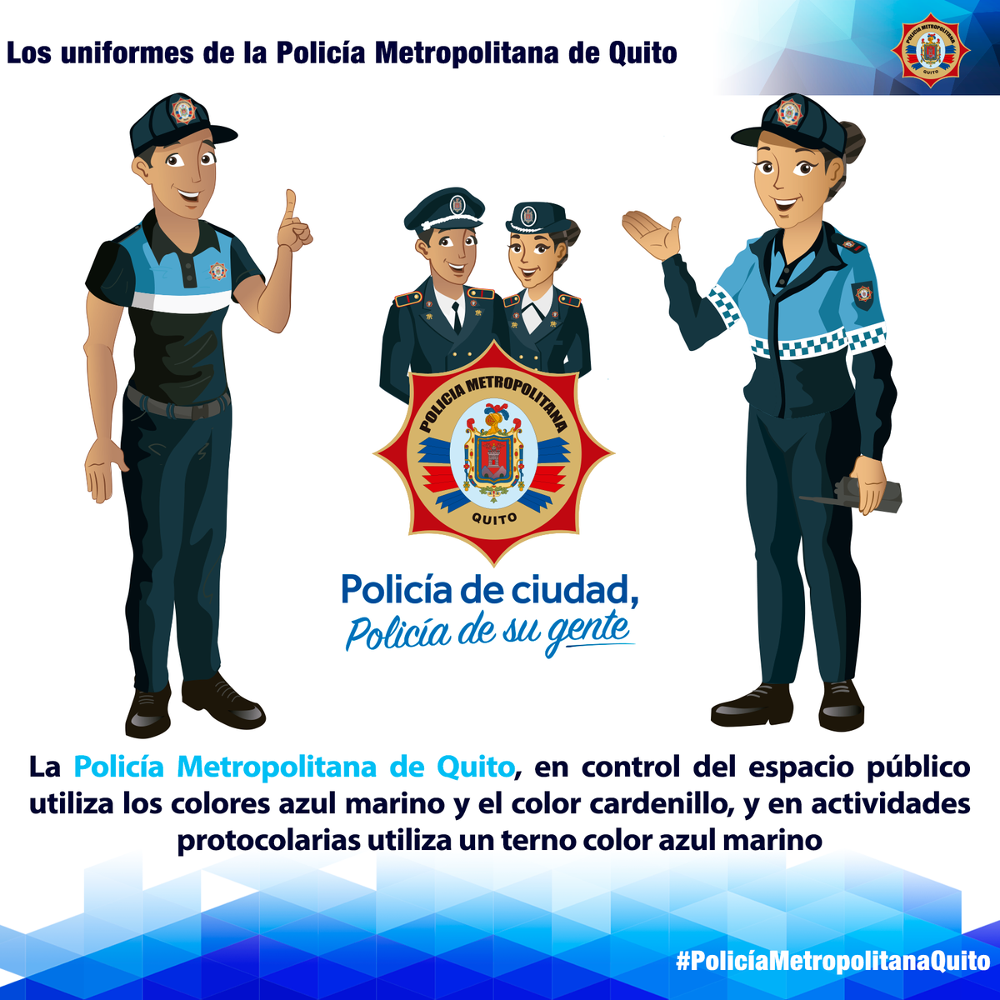 Los uniformes de la Policía Metropolitana de Quito
POLICIA METROPOLITANA
QUITO
POLICIA METROPOLITANA
QUITO
Policía de ciudad,
Policía de su gente
La Policía Metropolitana de Quito, en control del espacio público
utiliza los colores azul marino y el color cardenillo, y en actividades
protocolarias utiliza un terno color azul marino
#PolicíaMetropolitanaQuito